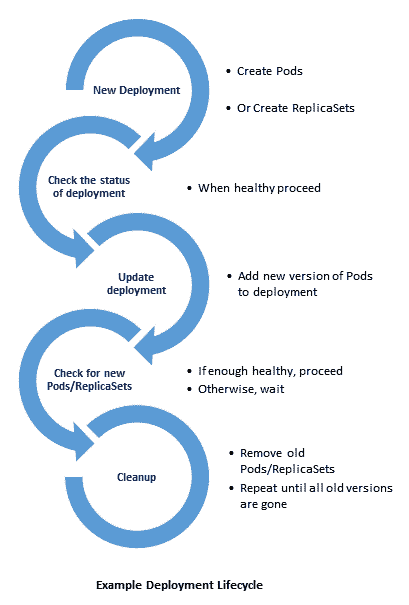 New Deployment
• Create Pods
• Or Create ReplicaSets
Check the status
of deployment
• When healthy proceed
Update
deployment
• Add new version of Pods
to deployment
Check for new
Pods/ReplicaSets
• If enough healthy, proceed
• Otherwise, wait
Cleanup
• Remove old
Pods/ReplicaSets
• Repeat until all old versions
are gone
Example Deployment Lifecycle